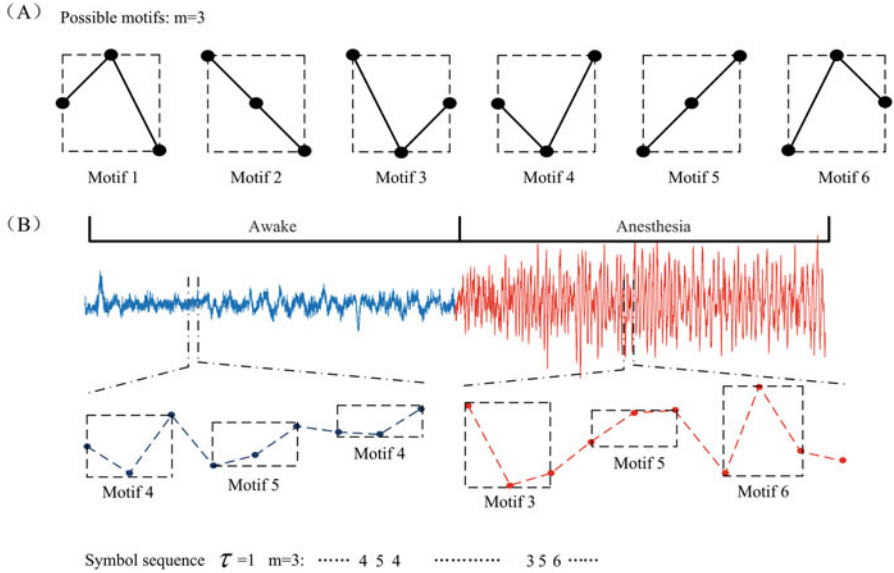 （A） Possible motifs: m=3
Motif 1 Motif 2 Motif 3 Motif 4 Motif 5 Motif 6
（B）
Awake Anesthesia
Motif 4 Motif 5 Motif 4 Motif 3 Motif 5 Motif 6
Symbol sequence τ=1 m=3: ······ 4 5 4 ············ 3 5 6 ······